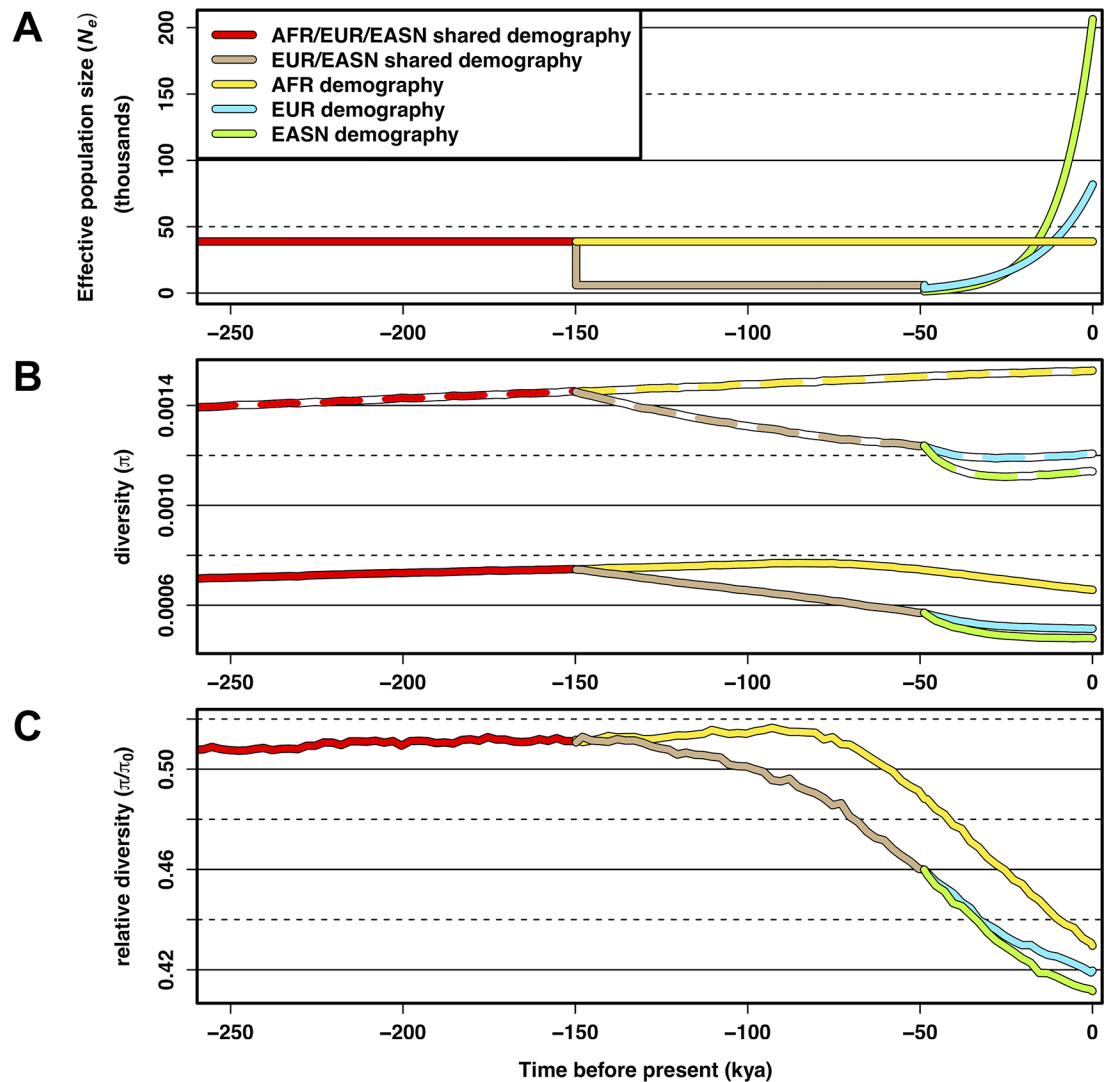 A
Effective population size (Nₑ)
(thousands)
200
150
100
50
0
AFR/EUR/EASN shared demography
EUR/EASN shared demography
AFR demography
EUR demography
EASN demography
−250 −200 −150 −100 −50 0
B
diversity (π)
0.0014
0.0010
0.0006
−250 −200 −150 −100 −50 0
C
relative diversity (π/π₀)
0.50
0.46
0.42
−250 −200 −150 −100 −50 0
Time before present (kya)